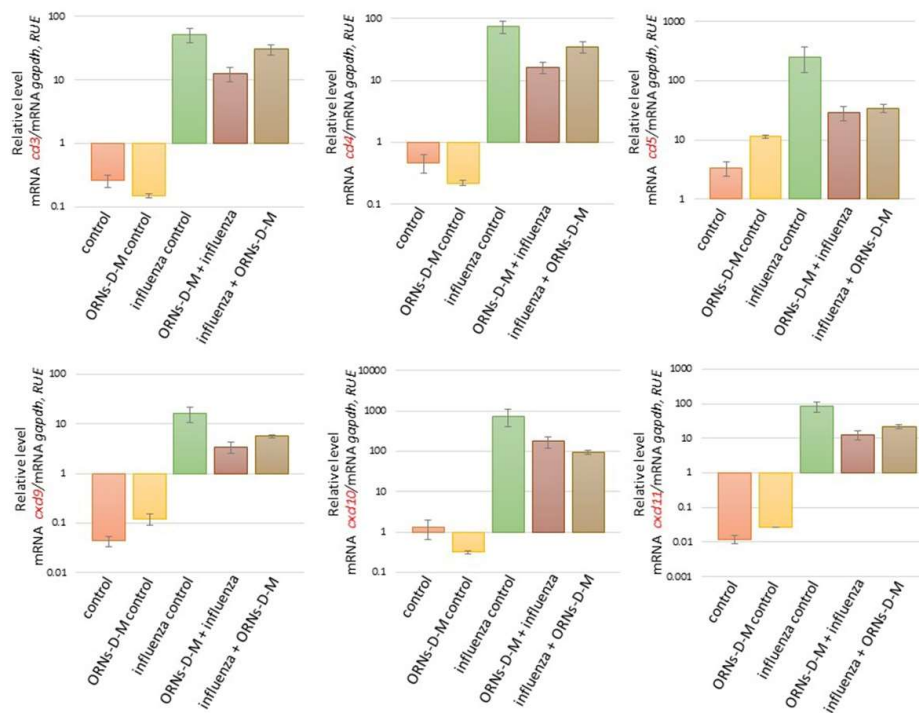 Relative level
mRNA cd3/mRNA gapdh, RUE
100
10
1
0.1
control
ORNs-D-M control
influenza control
ORNs-D-M + influenza
influenza + ORNs-D-M
Relative level
mRNA cd4/mRNA gapdh, RUE
100
10
1
0.1
control
ORNs-D-M control
influenza control
ORNs-D-M + influenza
influenza + ORNs-D-M
Relative level
mRNA cd5/mRNA gapdh, RUE
1000
100
10
1
control
ORNs-D-M control
influenza control
ORNs-D-M + influenza
influenza + ORNs-D-M
Relative level
mRNA cxd9/mRNA gapdh, RUE
100
10
1
0.1
0.01
control
ORNs-D-M control
influenza control
ORNs-D-M + influenza
influenza + ORNs-D-M
Relative level
mRNA cxd10/mRNA gapdh, RUE
10000
1000
100
10
1
0.1
control
ORNs-D-M control
influenza control
ORNs-D-M + influenza
influenza + ORNs-D-M
Relative level
mRNA cxd11/mRNA gapdh, RUE
1000
100
10
1
0.1
0.01
0.001
control
ORNs-D-M control
influenza control
ORNs-D-M + influenza
influenza + ORNs-D-M